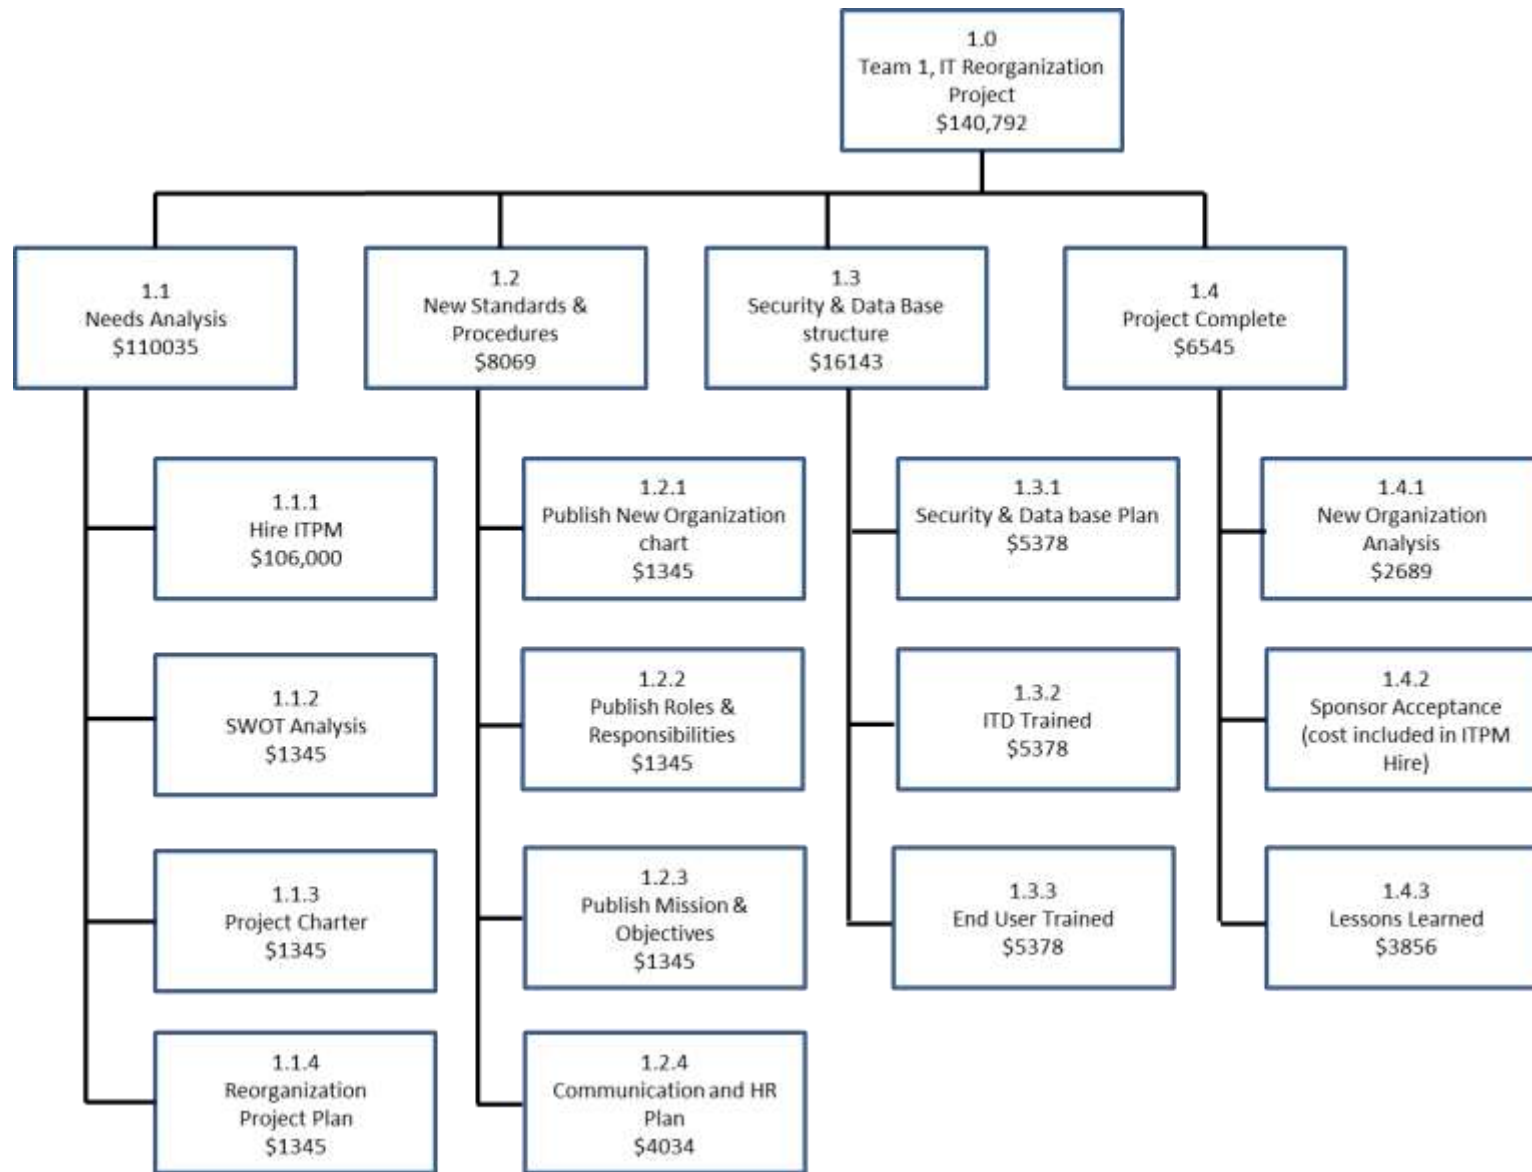 1.0
Team 1, IT Reorganization
Project
$140,792
1.1
Needs Analysis
$110035
1.2
New Standards &
Procedures
$8069
1.3
Security & Data Base
structure
$16143
1.4
Project Complete
$6545
1.1.1
Hire ITPM
$106,000
1.1.2
SWOT Analysis
$1345
1.1.3
Project Charter
$1345
1.1.4
Reorganization
Project Plan
$1345
1.2.1
Publish New Organization
chart
$1345
1.2.2
Publish Roles &
Responsibilities
$1345
1.2.3
Publish Mission &
Objectives
$1345
1.2.4
Communication and HR
Plan
$4034
1.3.1
Security & Data base Plan
$5378
1.3.2
ITD Trained
$5378
1.3.3
End User Trained
$5378
1.4.1
New Organization
Analysis
$2689
1.4.2
Sponsor Acceptance
(cost included in ITPM
Hire)
1.4.3
Lessons Learned
$3856